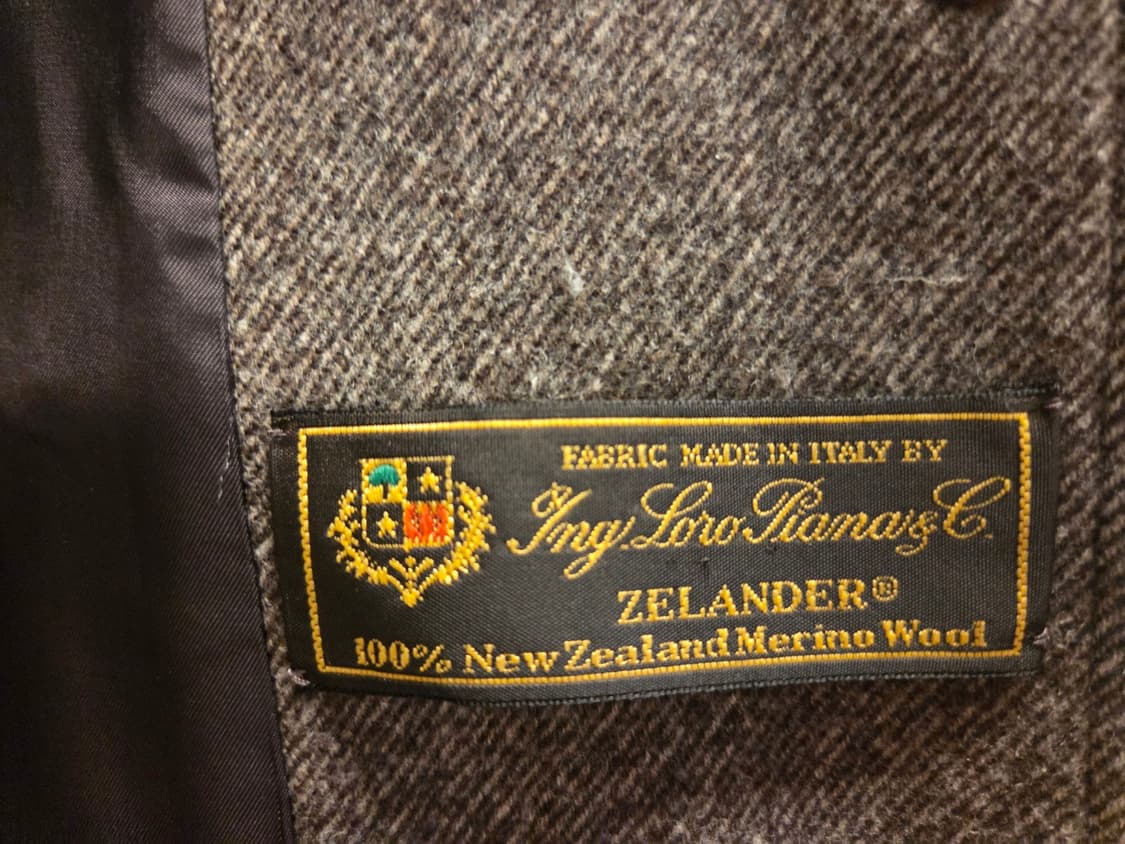 FABRIC MADE IN ITALY BY
Ing. Loro Piana & C.
ZELANDER®
100% New Zealand Merino Wool